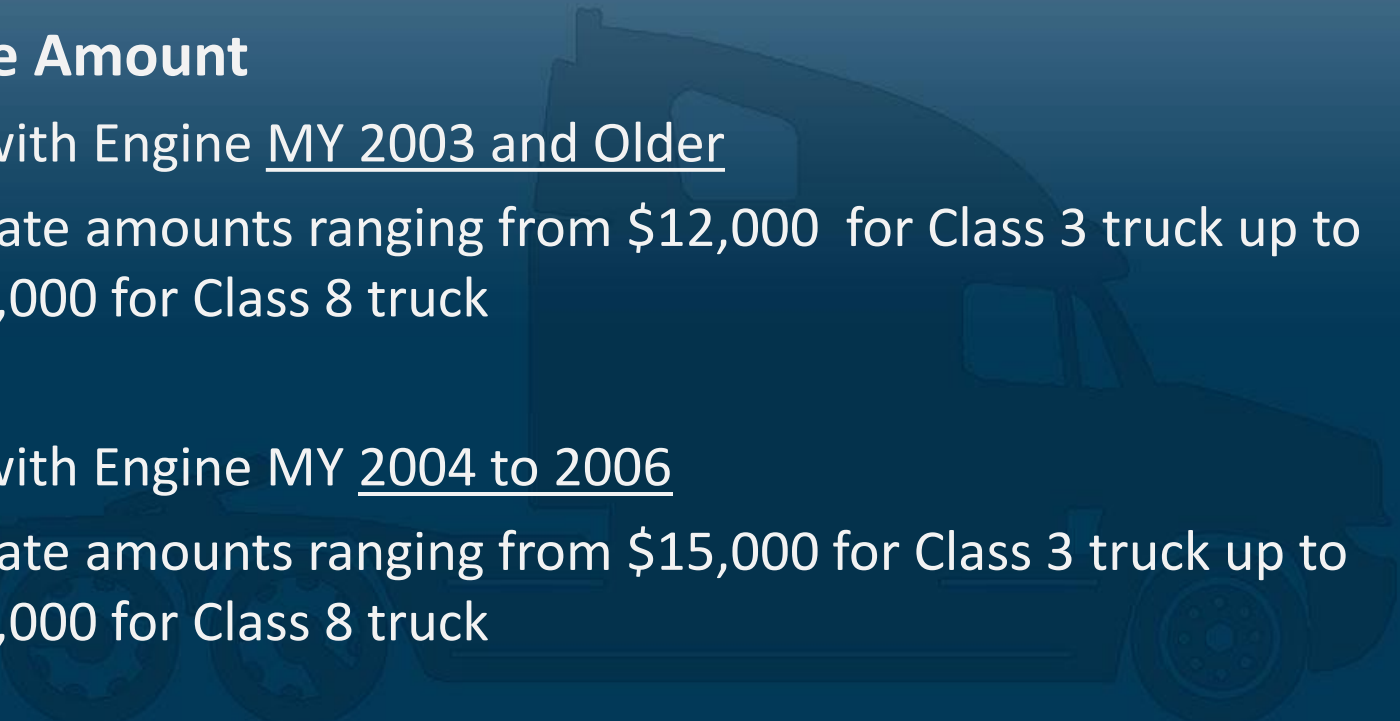 e Amount
with Engine MY 2003 and Older
ate amounts ranging from $12,000  for Class 3 truck up to
,000 for Class 8 truck
with Engine MY 2004 to 2006
ate amounts ranging from $15,000 for Class 3 truck up to
,000 for Class 8 truck